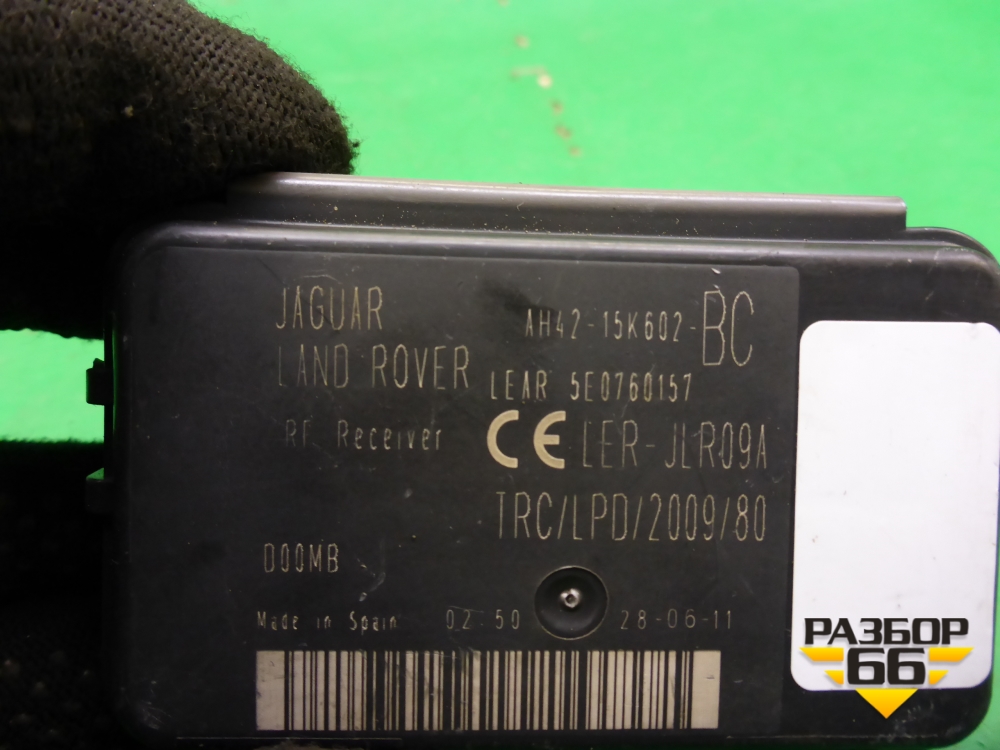 JAGUAR
LAND ROVER
AH42-15K602-BC
LEAR 5E0760157
RF Receiver
CE LER-JLR09A
TRC/LPD/2009/80
D00MB
Made in Spain 02:50 28-06-11
РАЗБОР
66